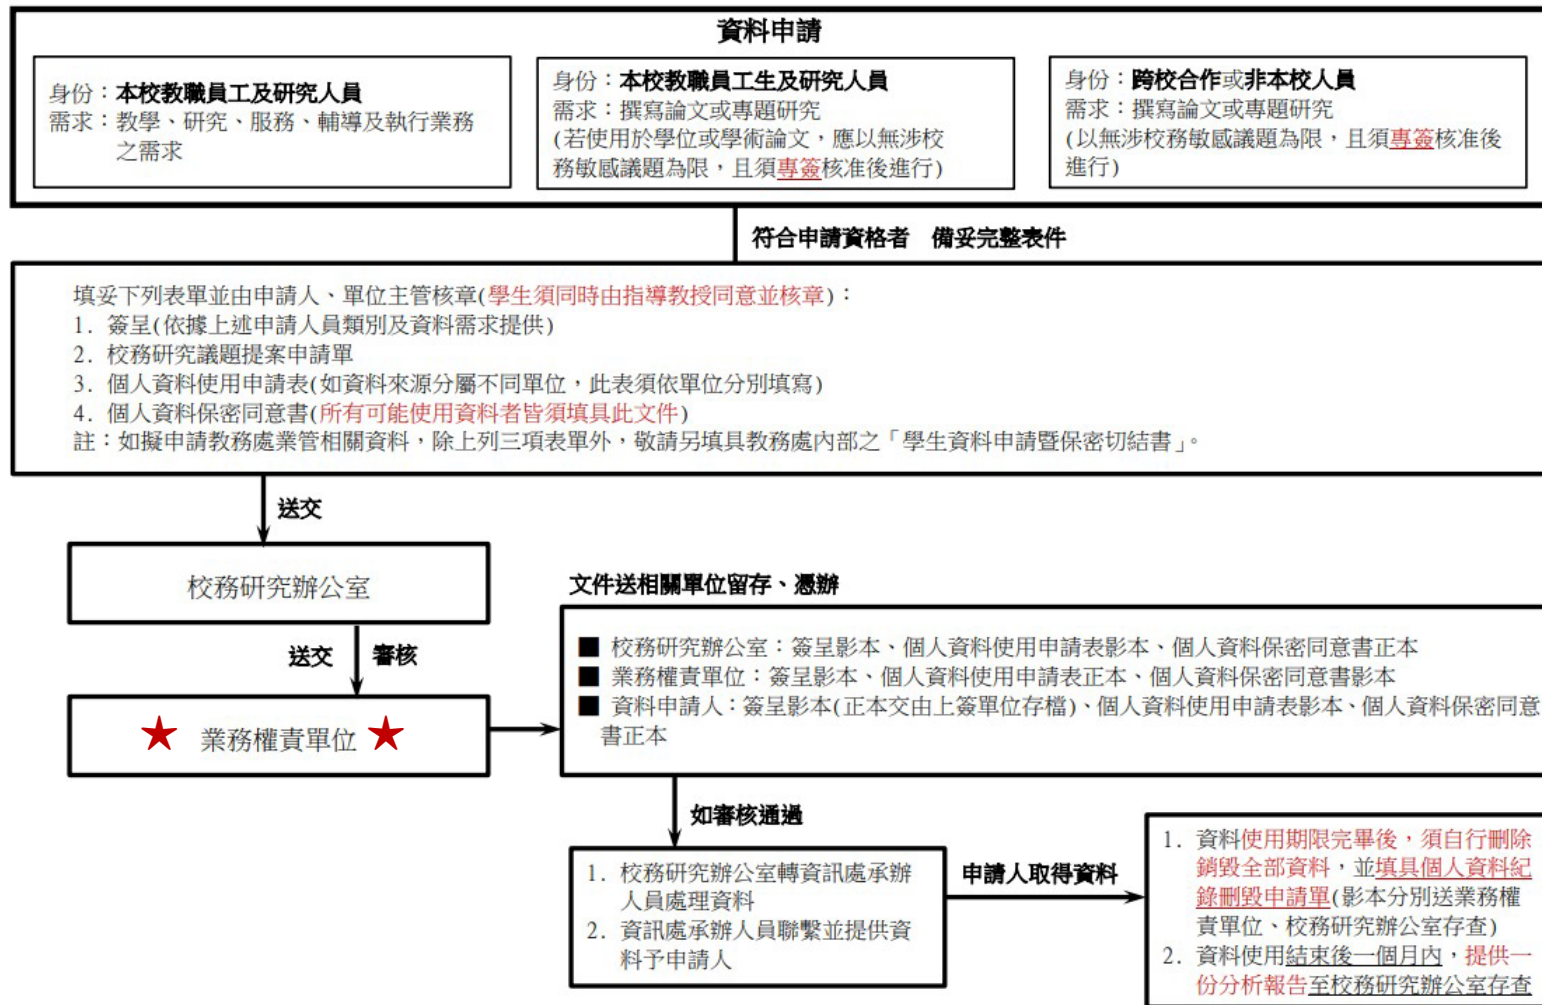 資料申請
身份：本校教職員工及研究人員
需求：教學、研究、服務、輔導及執行業務
之需求
身份：本校教職員工生及研究人員
需求：撰寫論文或專題研究
(若使用於學位或學術論文，應以無涉校
務敏感議題為限，且須專簽核准後進行)
身份：跨校合作或非本校人員
需求：撰寫論文或專題研究
(以無涉校務敏感議題為限，且須專簽核准後
進行)
符合申請資格者　備妥完整表件
填妥下列表單並由申請人、單位主管核章(學生須同時由指導教授同意並核章)：
1. 簽呈(依據上述申請人員類別及資料需求提供)
2. 校務研究議題提案申請單
3. 個人資料使用申請表(如資料來源分屬不同單位，此表須依單位分別填寫)
4. 個人資料保密同意書(所有可能使用資料者皆須填具此文件)
註：如擬申請教務處業管相關資料，除上列三項表單外，敬請另填具教務處內部之「學生資料申請暨保密切結書」。
送交
校務研究辦公室
送交 審核
★ 業務權責單位 ★
文件送相關單位留存、憑辦
■ 校務研究辦公室：簽呈影本、個人資料使用申請表影本、個人資料保密同意書正本
■ 業務權責單位：簽呈影本、個人資料使用申請表正本、個人資料保密同意書影本
■ 資料申請人：簽呈影本(正本交由上簽單位存檔)、個人資料使用申請表影本、個人資料保密同意
書正本
如審核通過
1. 校務研究辦公室轉資訊處承辦
人員處理資料
2. 資訊處承辦人員聯繫並提供資
料予申請人
申請人取得資料
1. 資料使用期限完畢後，須自行刪除
銷毀全部資料，並填具個人資料紀
錄刪毀申請單(影本分別送業務權
責單位、校務研究辦公室存查)
2. 資料使用結束後一個月內，提供一
份分析報告至校務研究辦公室存查